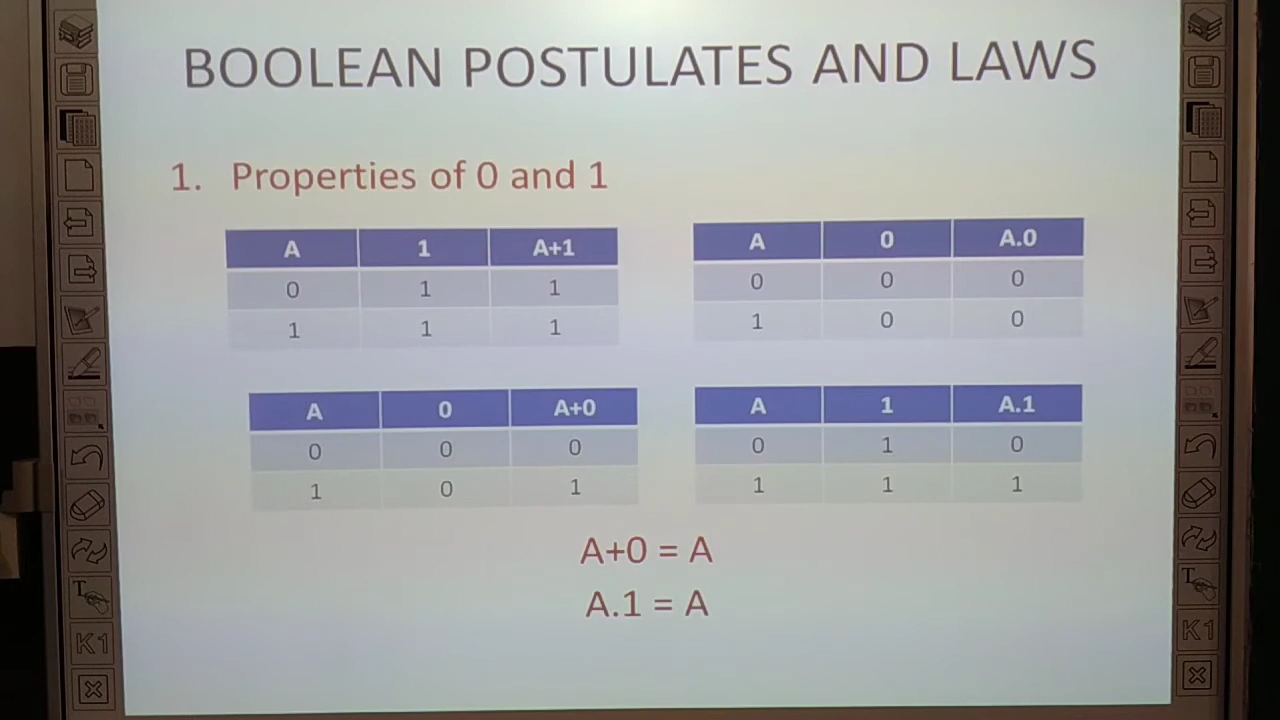 BOOLEAN POSTULATES AND LAWS
1. Properties of 0 and 1
A 1 A+1
0 1 1
1 1 1
A 0 A.0
0 0 0
1 0 0
A 0 A+0
0 0 0
1 0 1
A 1 A.1
0 1 0
1 1 1
A+0 = A
A.1 = A
T
K1
T
K1